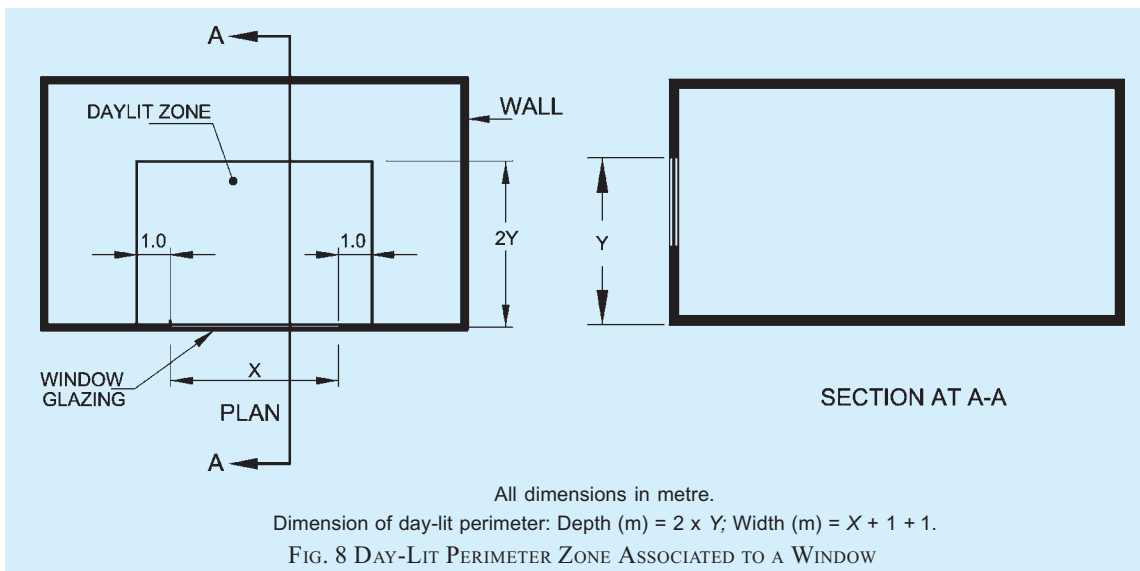 A
DAYLIT ZONE
WALL
1.0
1.0
2Y
Y
X
WINDOW
GLAZING
PLAN
A
SECTION AT A-A
All dimensions in metre.
Dimension of day-lit perimeter: Depth (m) = 2 x Y; Width (m) = X + 1 + 1.
FIG. 8 DAY-LIT PERIMETER ZONE ASSOCIATED TO A WINDOW